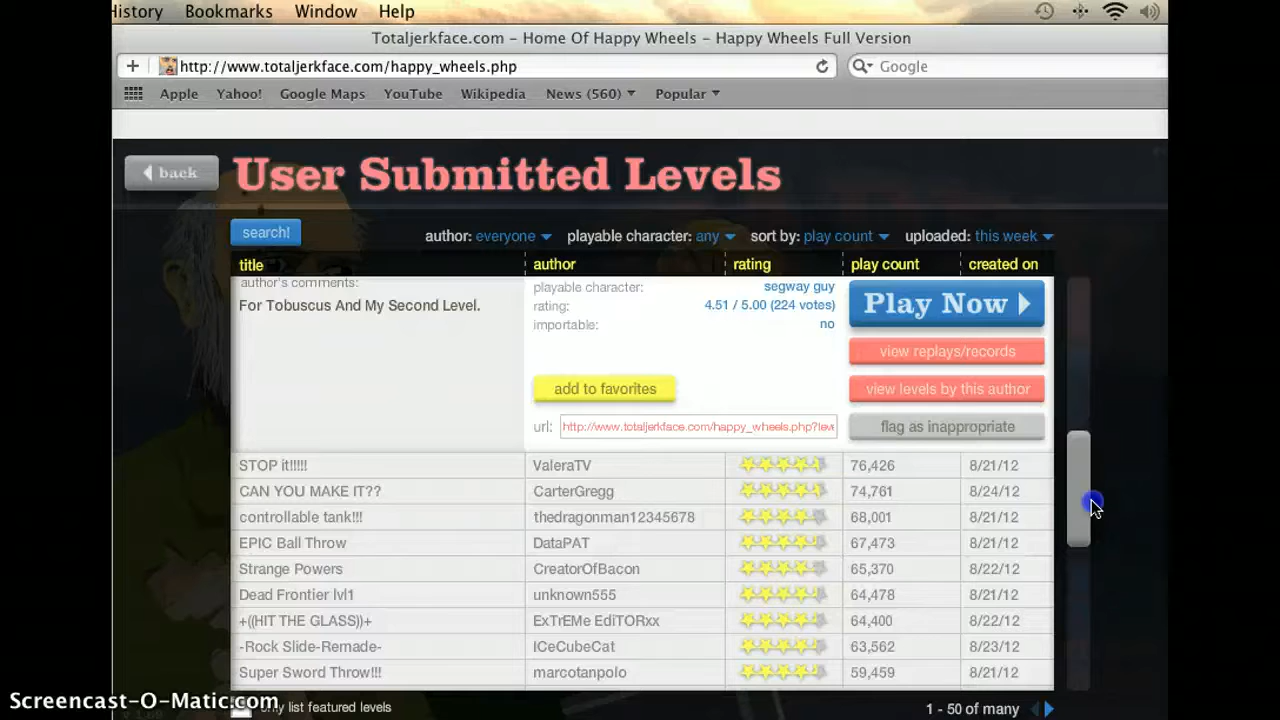 History Bookmarks Window Help
Totaljerkface.com – Home Of Happy Wheels – Happy Wheels Full Version
http://www.totaljerkface.com/happy_wheels.php Google
Apple Yahoo! Google Maps YouTube Wikipedia News (560) Popular
back User Submitted Levels
search! author: everyone playable character: any sort by: play count uploaded: this week
title author rating play count created on
author's comments: playable character: segway guy Play Now
For Tobuscus And My Second Level. rating: 4.51 / 5.00 (224 votes)
importable: no
view replays/records
add to favorites view levels by this author
url: http://www.totaljerkface.com/happy_wheels.php?leve flag as inappropriate
STOP it!!!!! ValeraTV 76,426 8/21/12
CAN YOU MAKE IT?? CarterGregg 74,761 8/24/12
controllable tank!!! thedragonman12345678 68,001 8/21/12
EPIC Ball Throw DataPAT 67,473 8/21/12
Strange Powers CreatorOfBacon 65,370 8/22/12
Dead Frontier lvl1 unknown555 64,478 8/21/12
+((HIT THE GLASS))+ ExTrEMe EdiTORxx 64,400 8/22/12
-Rock Slide-Remade- ICeCubeCat 63,562 8/23/12
Super Sword Throw!!! marcotanpolo 59,459 8/21/12
only list featured levels 1 - 50 of many
Screencast-O-Matic.com